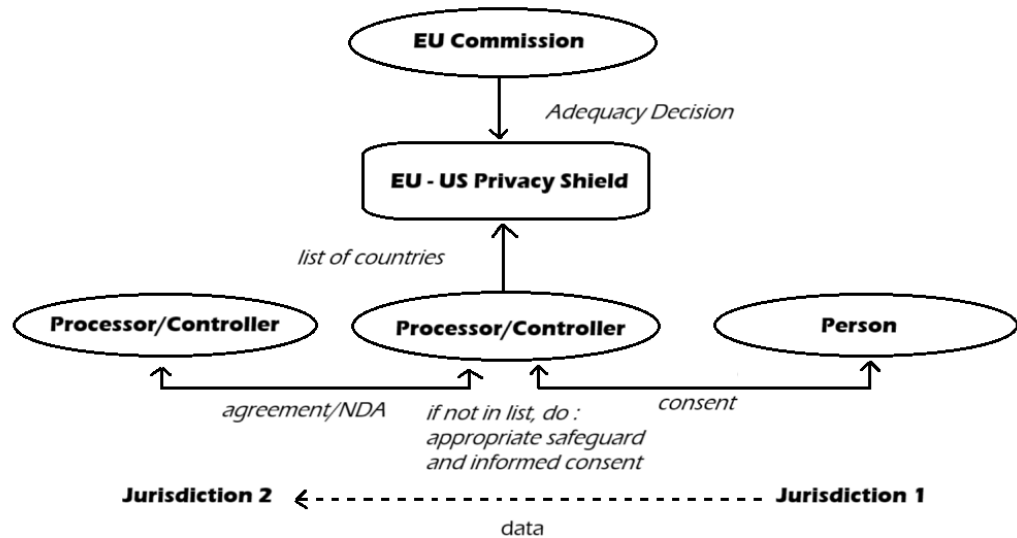 EU Commission
Adequacy Decision
EU - US Privacy Shield
list of countries
Processor/Controller
Processor/Controller
Person
agreement/NDA
if not in list, do :
appropriate safeguard
and informed consent
consent
Jurisdiction 2
Jurisdiction 1
data